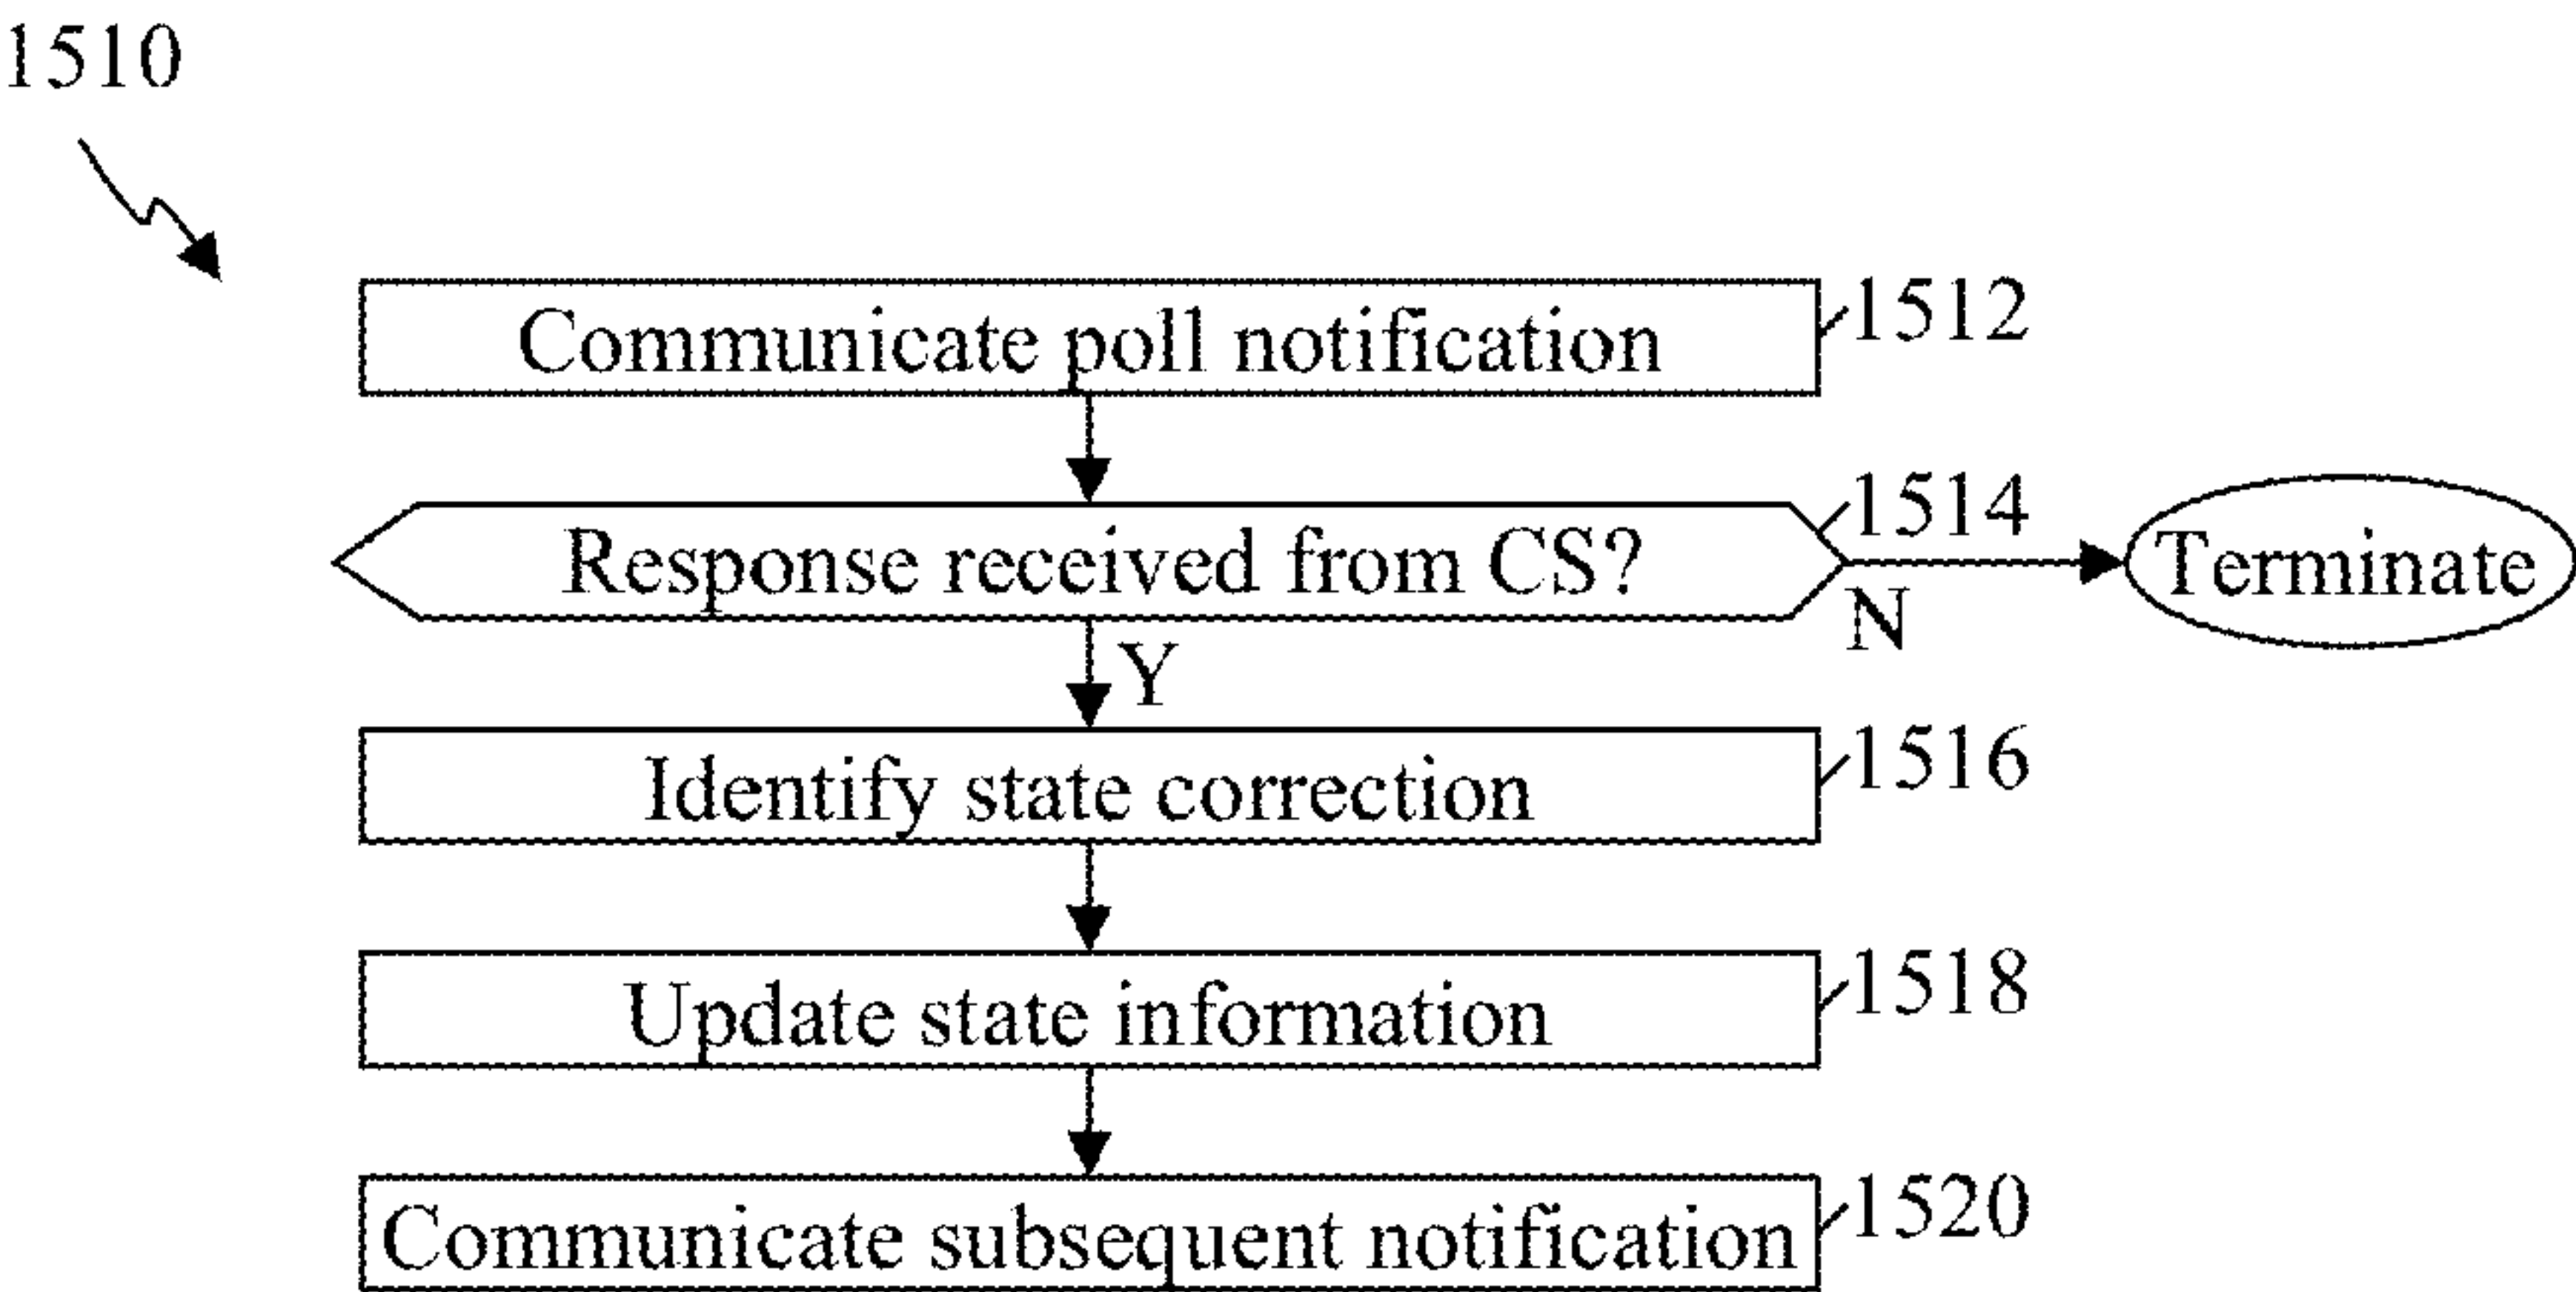 1510
Communicate poll notification
1512
Response received from CS?
1514
Terminate
N
Y
Identify state correction
1516
Update state information
1518
Communicate subsequent notification
1520